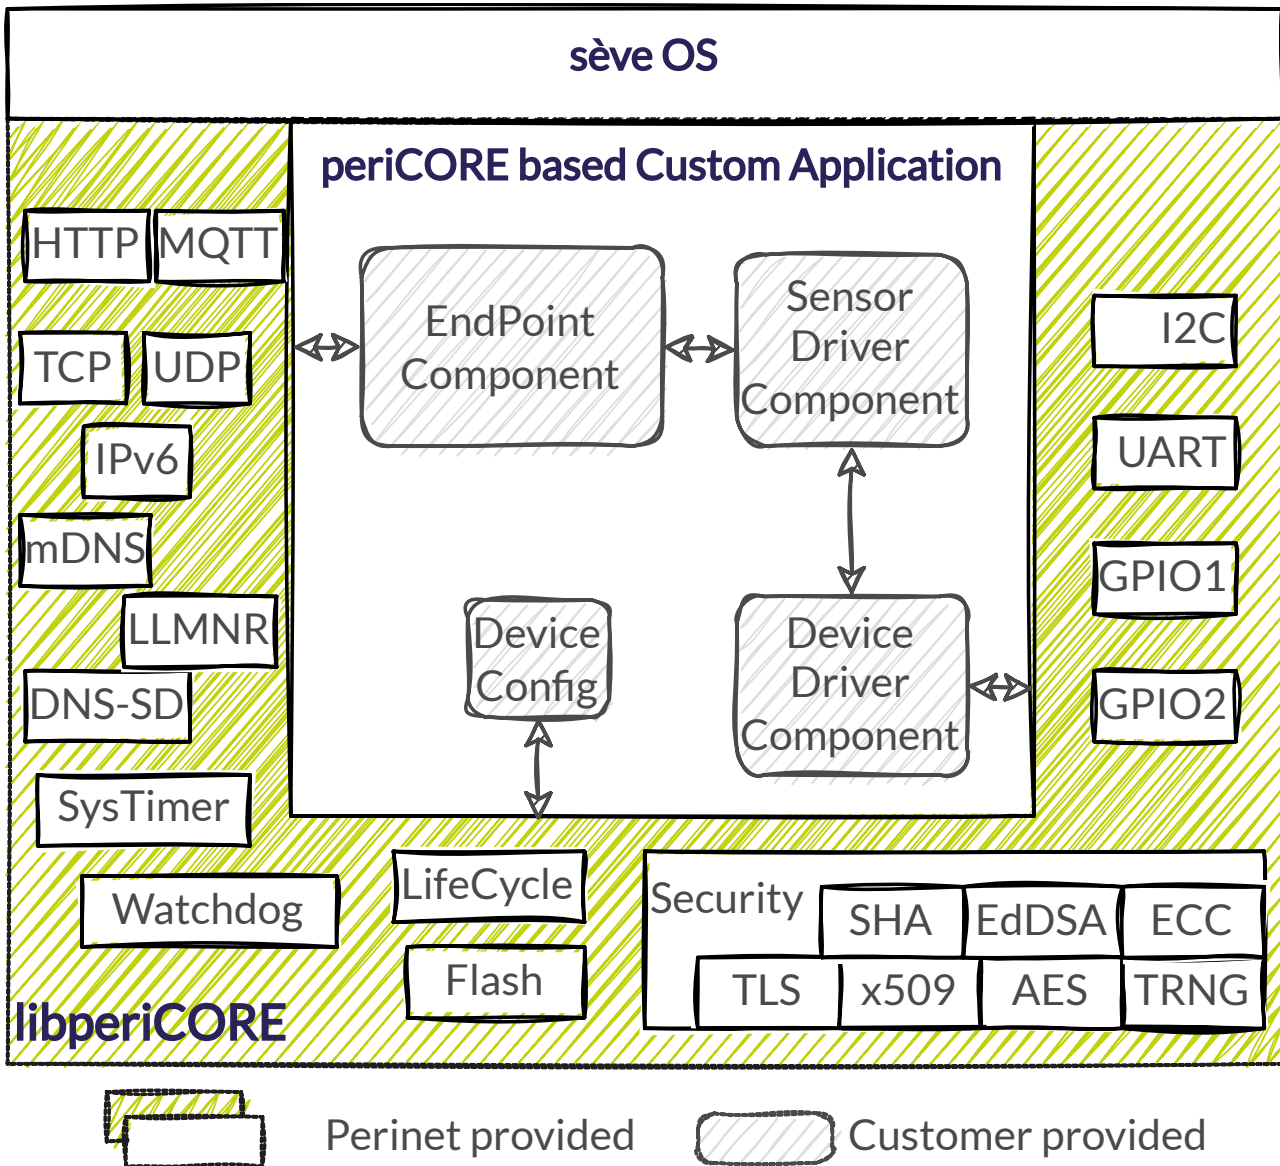 sève OS
periCORE based Custom Application
HTTP MQTT
TCP UDP
IPv6
mDNS
LLMNR
DNS-SD
SysTimer
Watchdog
libperiCORE
EndPoint
Component
Sensor
Driver
Component
Device
Config
Device
Driver
Component
I2C
UART
GPIO1
GPIO2
LifeCycle
Flash
Security
SHA EdDSA ECC
TLS x509 AES TRNG
Perinet provided
Customer provided